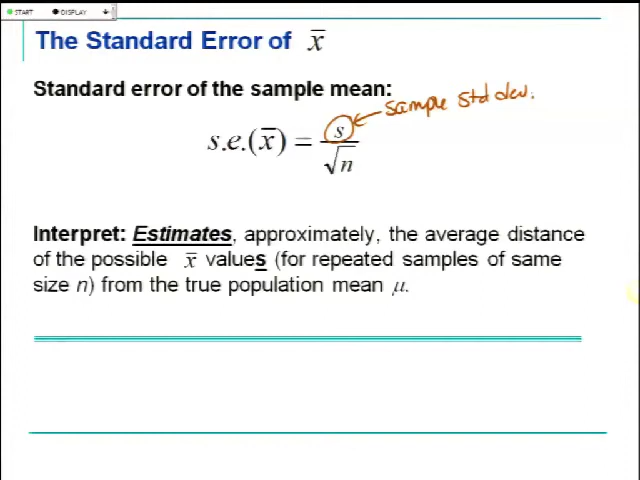 START DISPLAY
The Standard Error of x̄
Standard error of the sample mean:
sample std dev.
s.e.(x̄) = s/√n
Interpret: Estimates, approximately, the average distance
of the possible x̄ values (for repeated samples of same
size n) from the true population mean μ.